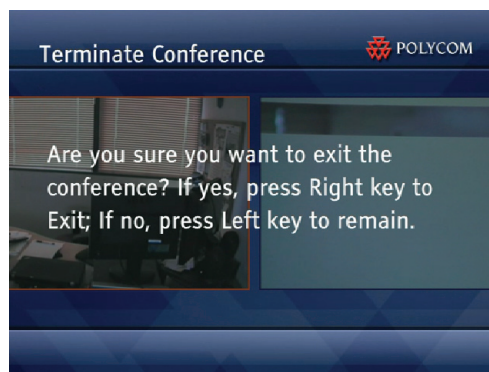 Terminate Conference
POLYCOM
Are you sure you want to exit the
conference? If yes, press Right key to
Exit; If no, press Left key to remain.